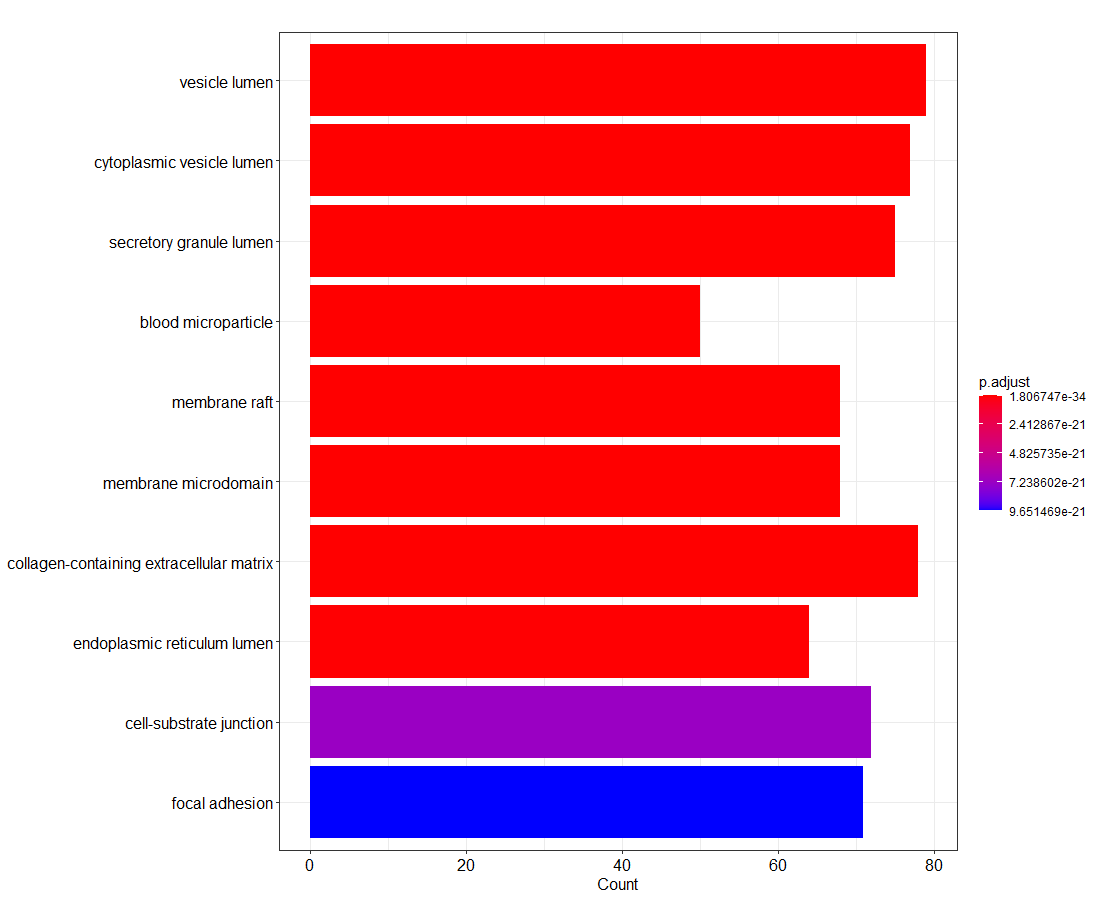 vesicle lumen
cytoplasmic vesicle lumen
secretory granule lumen
blood microparticle
membrane raft
membrane microdomain
collagen-containing extracellular matrix
endoplasmic reticulum lumen
cell-substrate junction
focal adhesion
0 20 40 60 80
Count
p.adjust
1.806747e-34
2.412867e-21
4.825735e-21
7.238602e-21
9.651469e-21